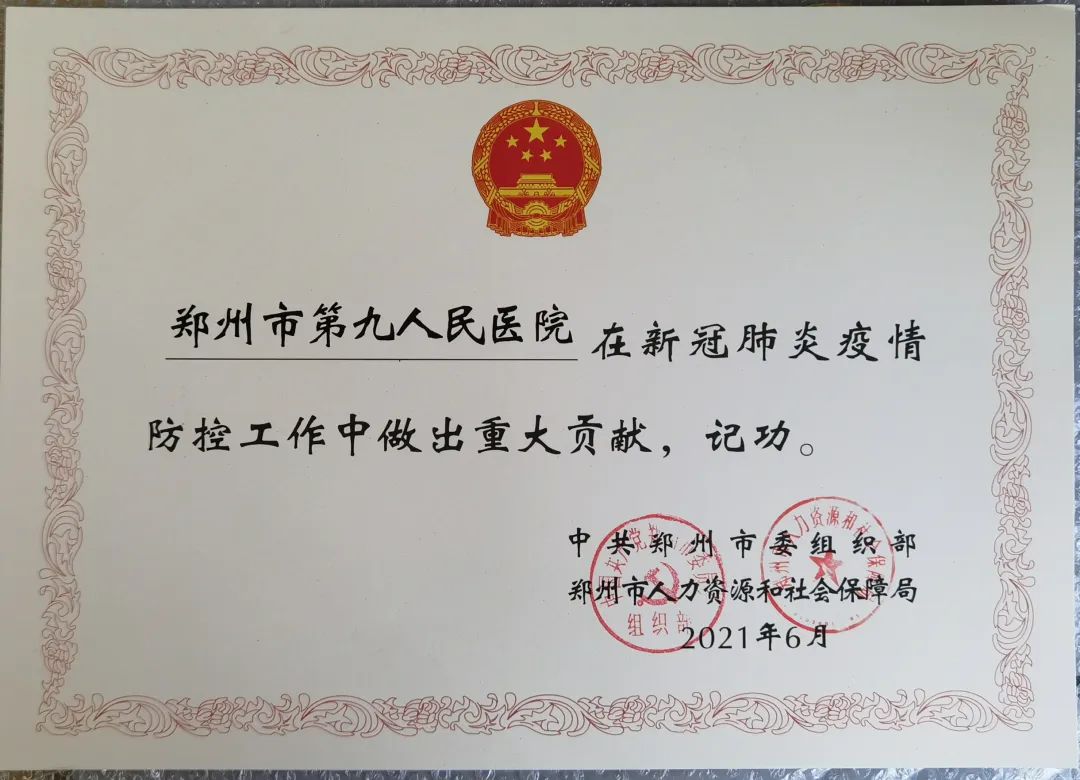 郑州市第九人民医院 在新冠肺炎疫情
防控工作中做出重大贡献，记功。
中共郑州市委组织部
郑州市人力资源和社会保障局
2021年6月
组织部